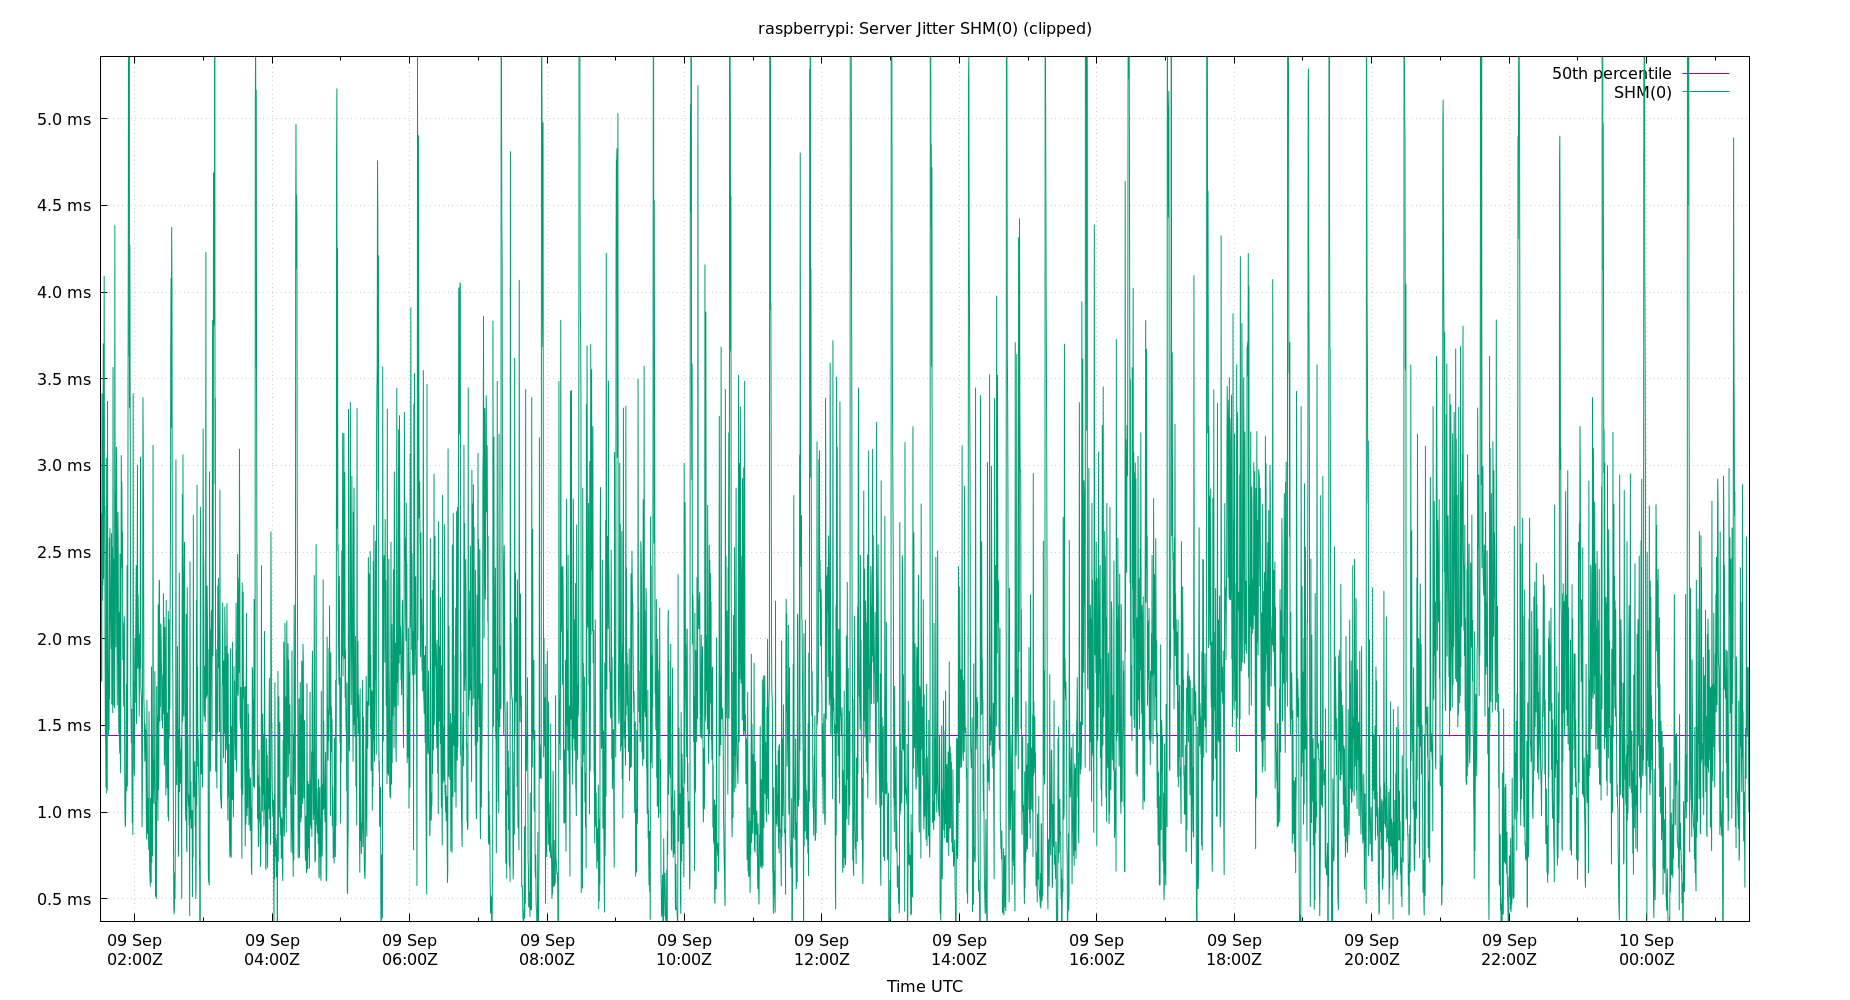 raspberrypi: Server Jitter SHM(0) (clipped)
50th percentile
SHM(0)
5.0 ms
4.5 ms
4.0 ms
3.5 ms
3.0 ms
2.5 ms
2.0 ms
1.5 ms
1.0 ms
0.5 ms
09 Sep 09 Sep 09 Sep 09 Sep 09 Sep 09 Sep 09 Sep 09 Sep 09 Sep 09 Sep 09 Sep 10 Sep
02:00Z 04:00Z 06:00Z 08:00Z 10:00Z 12:00Z 14:00Z 16:00Z 18:00Z 20:00Z 22:00Z 00:00Z
Time UTC